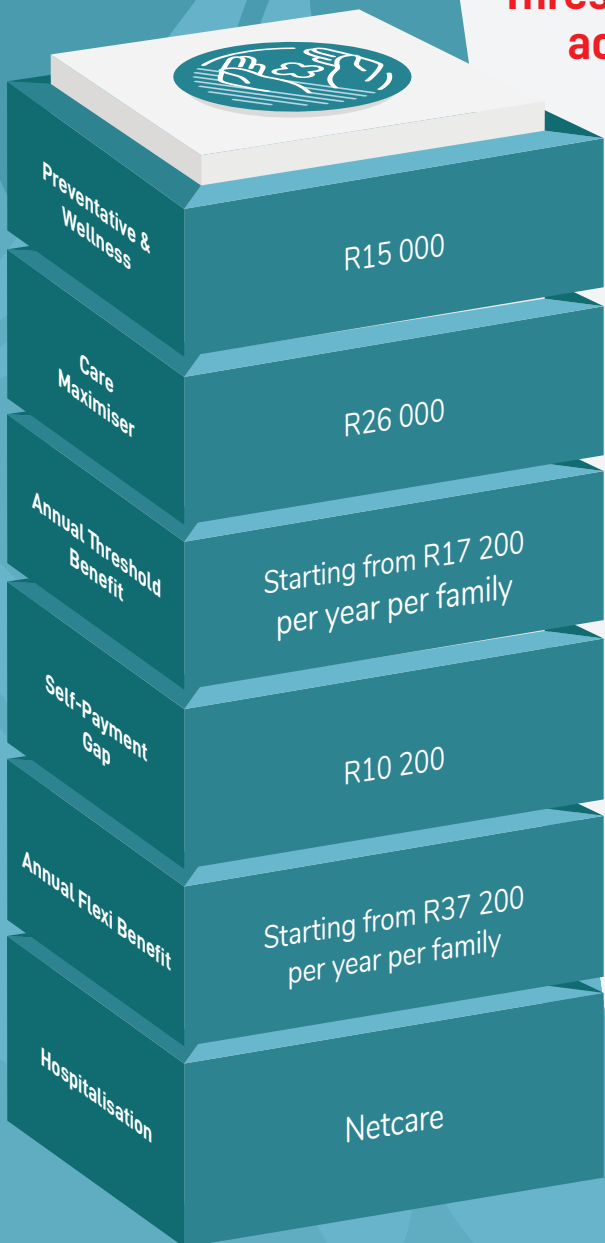 Preventative &
Wellness
R15 000
Care
Maximiser
R26 000
Annual Threshold
Benefit
Starting from R17 200
per year per family
Self-Payment
Gap
R10 200
Annual Flexi Benefit
Starting from R37 200
per year per family
Hospitalisation
Netcare